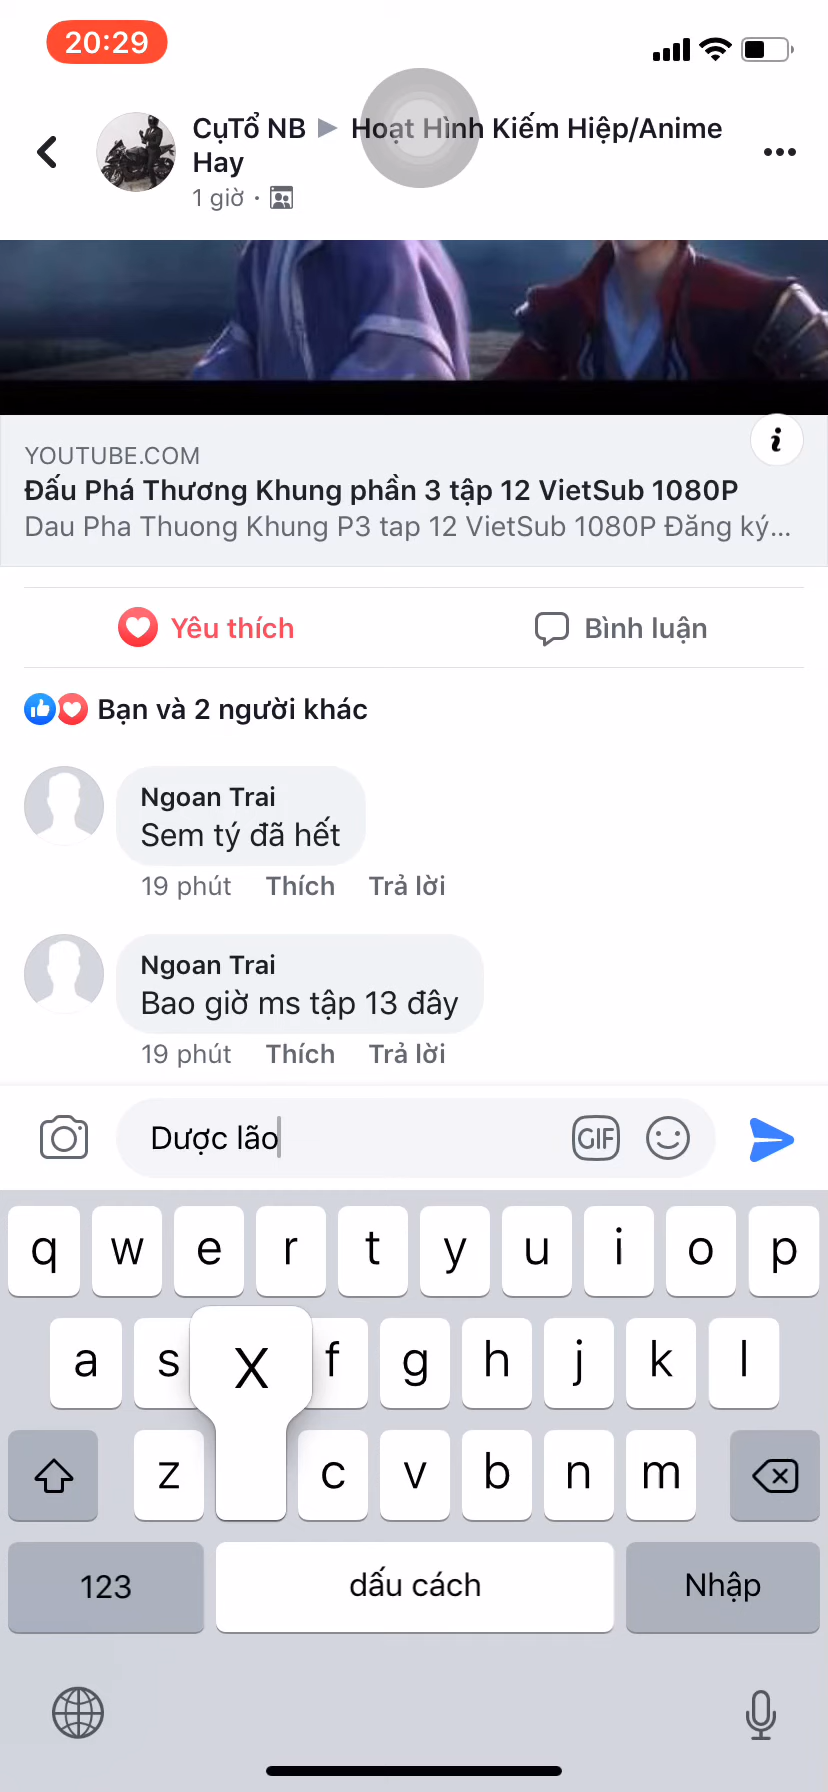 20:29
CụTổ NB ▶ Hoạt Hình Kiếm Hiệp/Anime
Hay
1 giờ ·
YOUTUBE.COM
Đấu Phá Thương Khung phần 3 tập 12 VietSub 1080P
Dau Pha Thuong Khung P3 tap 12 VietSub 1080P Đăng ký...
Yêu thích
Bình luận
Bạn và 2 người khác
Ngoan Trai
Sem tý đã hết
19 phút Thích Trả lời
Ngoan Trai
Bao giờ ms tập 13 đây
19 phút Thích Trả lời
Dược lão
GIF
q w e r t y u i o p
a s f g h j k l
z x c v b n m
123 dấu cách Nhập